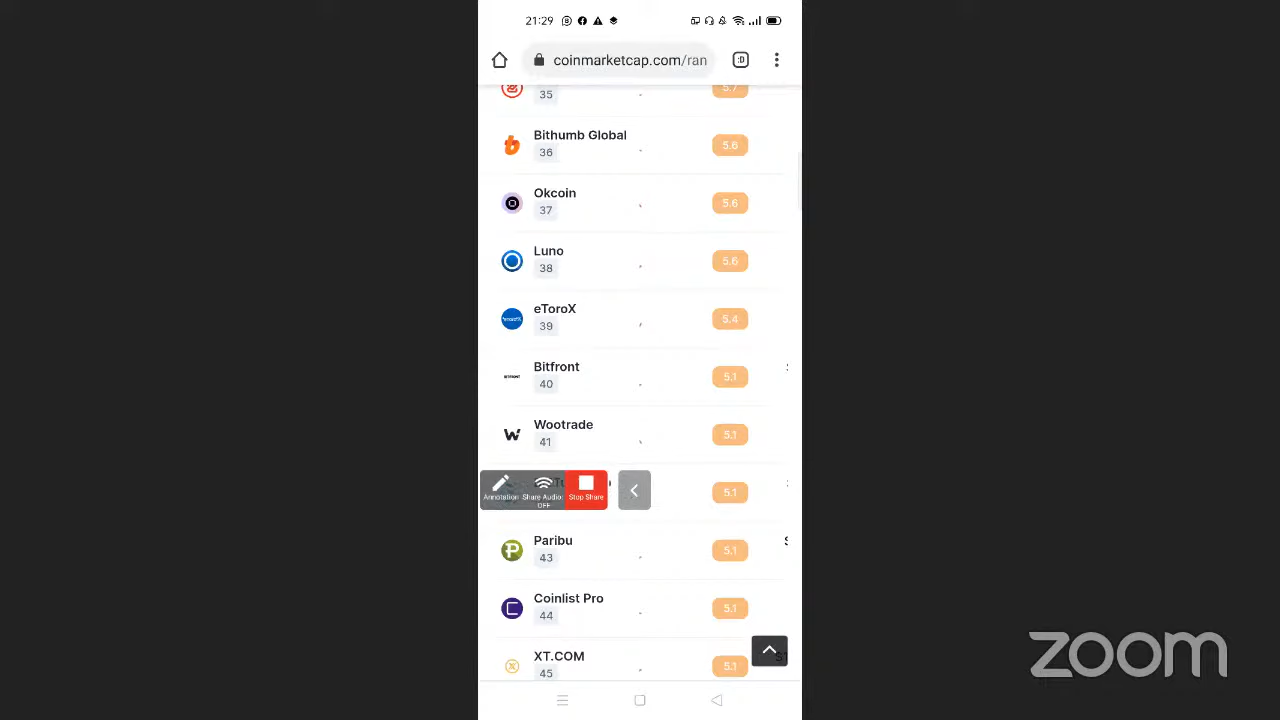 21:29
coinmarketcap.com/ran
:D
35
5.7
Bithumb Global
36
5.6
Okcoin
37
5.6
Luno
38
5.6
eToroX
39
5.4
Bitfront
40
5.1
Wootrade
41
5.1
Annotation
Share Audio: OFF
Stop Share
5.1
Paribu
43
5.1
Coinlist Pro
44
5.1
XT.COM
45
5.1
zoom